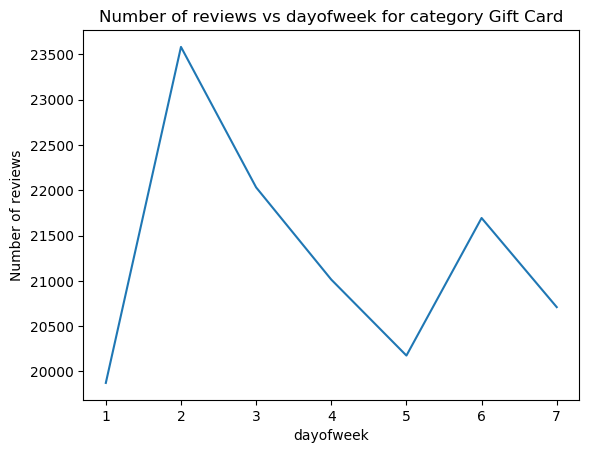 Number of reviews vs dayofweek for category Gift Card
23500
23000
22500
22000
21500
21000
20500
20000
Number of reviews
1 2 3 4 5 6 7
dayofweek